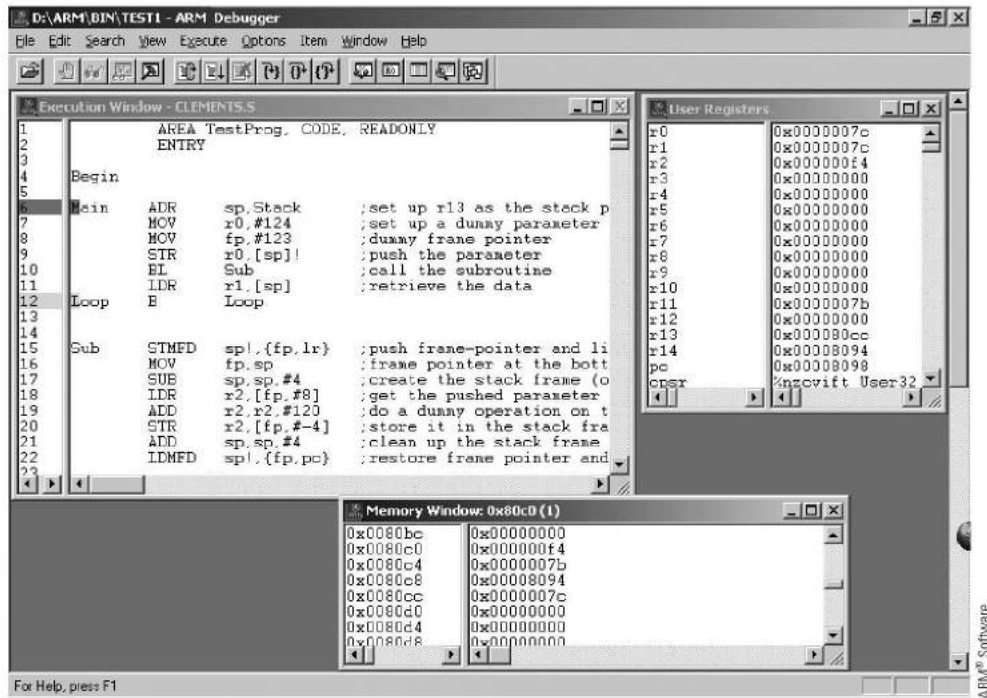 D:\ARM\BIN\TEST1 - ARM Debugger
File Edit Search View Execute Options Item Window Help
Execution Window - CLEMENTS.S
1 AREA TestProg, CODE, READONLY
2 ENTRY
3
4 Begin
5
6 Main ADR sp,Stack ;set up r13 as the stack p
7 MOV r0,#124 ;set up a dummy parameter
8 MOV fp,#123 ;dummy frame pointer
9 STR r0,[sp]! ;push the parameter
10 BL Sub ;call the subroutine
11 LDR r1,[sp] ;retrieve the data
12 Loop B Loop
13
14
15 Sub STMFD sp!,{fp,lr} ;push frame-pointer and li
16 MOV fp,sp ;frame pointer at the bott
17 SUB sp,sp,#4 ;create the stack frame (o
18 LDR r2,[fp,#8] ;get the pushed parameter
19 ADD r2,r2,#120 ;do a dummy operation on t
20 STR r2,[fp,#-4] ;store it in the stack fra
21 ADD sp,sp,#4 ;clean up the stack frame
22 LDMFD sp!,{fp,pc} ;restore frame pointer and
23
User Registers
r0 0x0000007c
r1 0x0000007c
r2 0x000000f4
r3 0x00000000
r4 0x00000000
r5 0x00000000
r6 0x00000000
r7 0x00000000
r8 0x00000000
r9 0x00000000
r10 0x00000000
r11 0x0000007b
r12 0x00000000
r13 0x000080cc
r14 0x00008094
pc 0x00008098
cpsr %nzcvift User32
Memory Window: 0x80c0 (1)
0x0080bc 0x00000000
0x0080c0 0x000000f4
0x0080c4 0x0000007b
0x0080c8 0x00008094
0x0080cc 0x0000007c
0x0080d0 0x00000000
0x0080d4 0x00000000
0x0080d8 0x00000000
For Help, press F1
ARM® Software